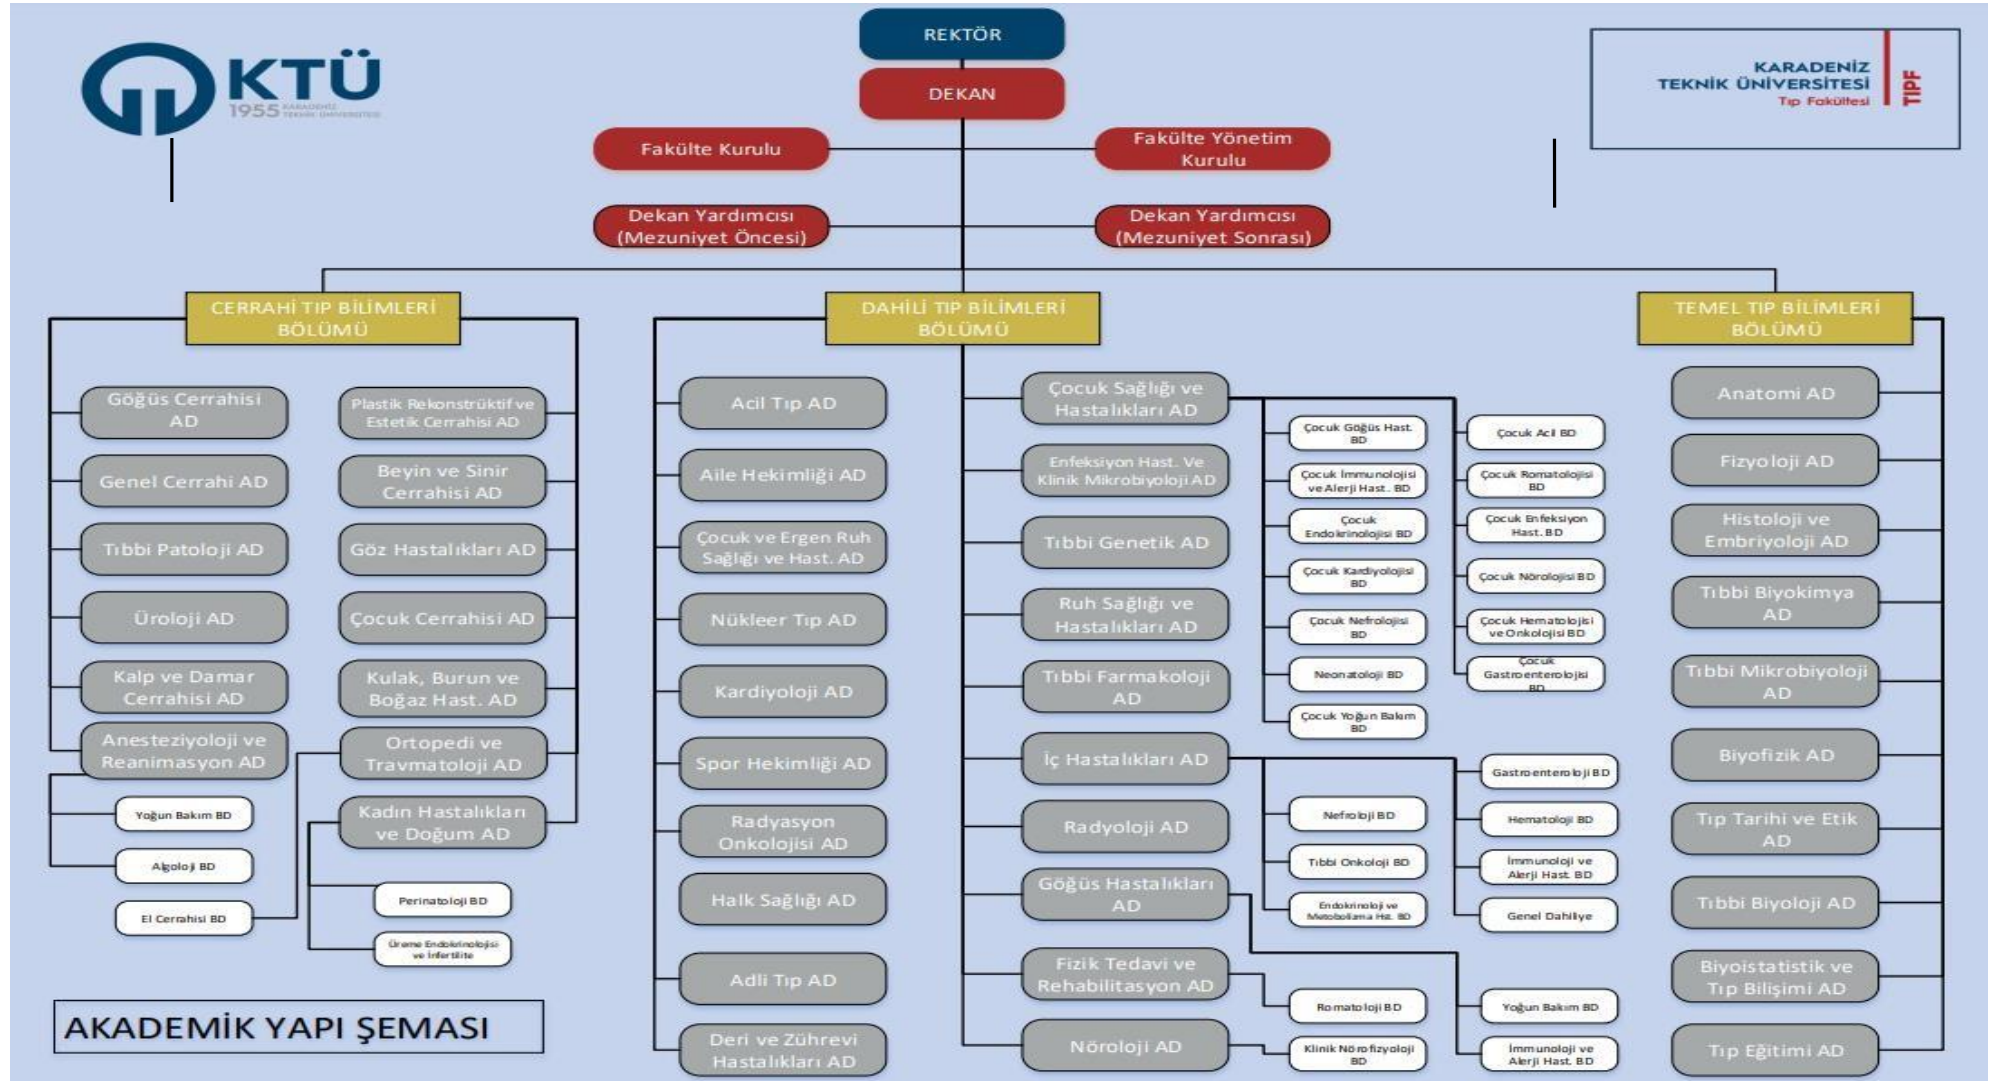 KTÜ
1955 KARADENİZ
TEKNİK ÜNİVERSİTESİ
KARADENİZ
TEKNİK ÜNİVERSİTESİ
Tıp Fakültesi
TIPF
REKTÖR
DEKAN
Fakülte Kurulu
Fakülte Yönetim
Kurulu
Dekan Yardımcısı
(Mezuniyet Öncesi)
Dekan Yardımcısı
(Mezuniyet Sonrası)
CERRAHİ TIP BİLİMLERİ
BÖLÜMÜ
Göğüs Cerrahisi
AD
Genel Cerrahi AD
Tıbbi Patoloji AD
Üroloji AD
Kalp ve Damar
Cerrahisi AD
Anesteziyoloji ve
Reanimasyon AD
Yoğun Bakım BD
Algoloji BD
El Cerrahisi BD
Plastik Rekonstrüktif ve
Estetik Cerrahisi AD
Beyin ve Sinir
Cerrahisi AD
Göz Hastalıkları AD
Çocuk Cerrahisi AD
Kulak, Burun ve
Boğaz Hast. AD
Ortopedi ve
Travmatoloji AD
Kadın Hastalıkları
ve Doğum AD
Perinatoloji BD
Üreme Endokrinolojisi
ve İnfertilite
DAHİLİ TIP BİLİMLERİ
BÖLÜMÜ
Acil Tıp AD
Aile Hekimliği AD
Çocuk ve Ergen Ruh
Sağlığı ve Hast. AD
Nükleer Tıp AD
Kardiyoloji AD
Spor Hekimliği AD
Radyasyon
Onkolojisi AD
Halk Sağlığı AD
Adli Tıp AD
Deri ve Zührevi
Hastalıkları AD
Çocuk Sağlığı ve
Hastalıkları AD
Enfeksiyon Hast. Ve
Klinik Mikrobiyoloji AD
Tıbbi Genetik AD
Ruh Sağlığı ve
Hastalıkları AD
Tıbbi Farmakoloji
AD
İç Hastalıkları AD
Radyoloji AD
Göğüs Hastalıkları
AD
Fizik Tedavi ve
Rehabilitasyon AD
Nöroloji AD
Çocuk Göğüs Hast.
BD
Çocuk İmmunolojisi
ve Alerji Hast. BD
Çocuk
Endokrinolojisi BD
Çocuk Kardiyolojisi
BD
Çocuk Nefrolojisi
BD
Neonatoloji BD
Çocuk Yoğun Bakım
BD
Çocuk Acil BD
Çocuk Romatolojisi
BD
Çocuk Enfeksiyon
Hast. BD
Çocuk Nörolojisi BD
Çocuk Hematolojisi
ve Onkolojisi BD
Çocuk
Gastroenterolojisi
BD
Nefroloji BD
Tıbbi Onkoloji BD
Endokrinoloji ve
Metabolizma Hst. BD
Gastroenteroloji BD
Hematoloji BD
İmmunoloji ve
Alerji Hast. BD
Genel Dahiliye
Romatoloji BD
Klinik Nörofizyoloji
BD
Yoğun Bakım BD
İmmunoloji ve
Alerji Hast. BD
TEMEL TIP BİLİMLERİ
BÖLÜMÜ
Anatomi AD
Fizyoloji AD
Histoloji ve
Embriyoloji AD
Tıbbi Biyokimya
AD
Tıbbi Mikrobiyoloji
AD
Biyofizik AD
Tıp Tarihi ve Etik
AD
Tıbbi Biyoloji AD
Biyoistatistik ve
Tıp Bilişimi AD
Tıp Eğitimi AD
AKADEMİK YAPI ŞEMASI